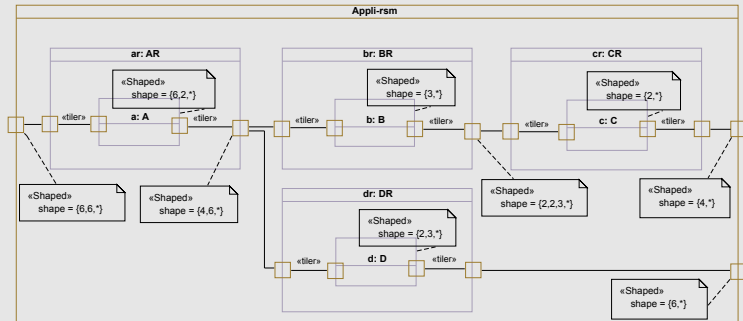 Appli-rsm
ar: AR
br: BR
cr: CR
«Shaped»
shape = {6,2,*}
«Shaped»
shape = {3,*}
«Shaped»
shape = {2,*}
«tiler»
a: A
«tiler»
«tiler»
b: B
«tiler»
«tiler»
c: C
«tiler»
«Shaped»
shape = {6,6,*}
«Shaped»
shape = {4,6,*}
dr: DR
«Shaped»
shape = {2,2,3,*}
«Shaped»
shape = {4,*}
«Shaped»
shape = {2,3,*}
«tiler»
d: D
«tiler»
«Shaped»
shape = {6,*}